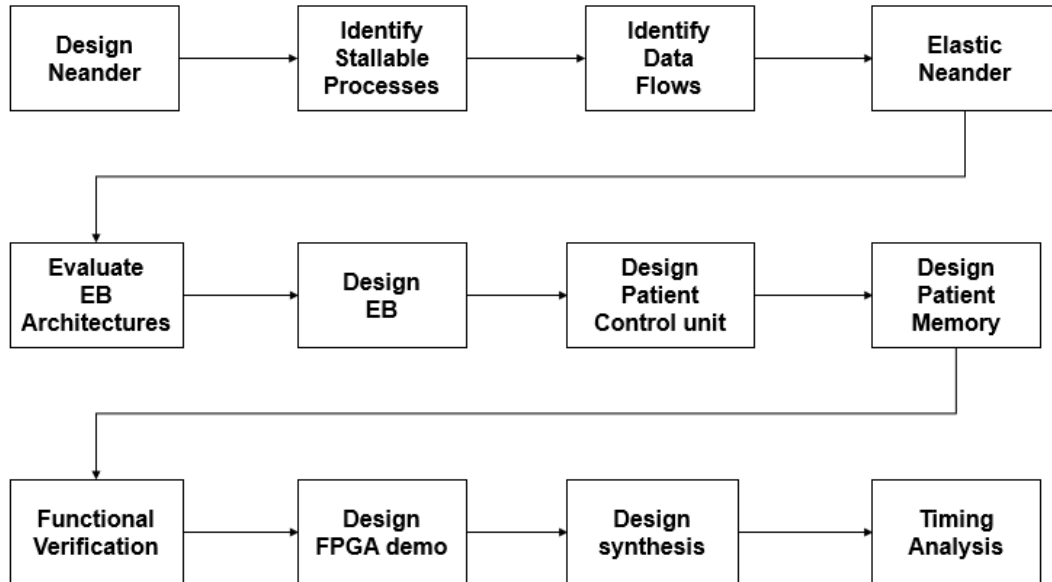 Design
Neander
Identify
Stallable
Processes
Identify
Data
Flows
Elastic
Neander
Evaluate
EB
Architectures
Design
EB
Design
Patient
Control unit
Design
Patient
Memory
Functional
Verification
Design
FPGA demo
Design
synthesis
Timing
Analysis